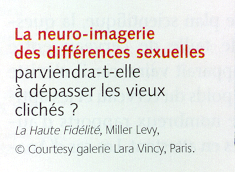 La neuro-imagerie
des différences sexuelles
parviendra-t-elle
à dépasser les vieux
clichés ?
La Haute Fidélité, Miller Levy,
© Courtesy galerie Lara Vincy, Paris.